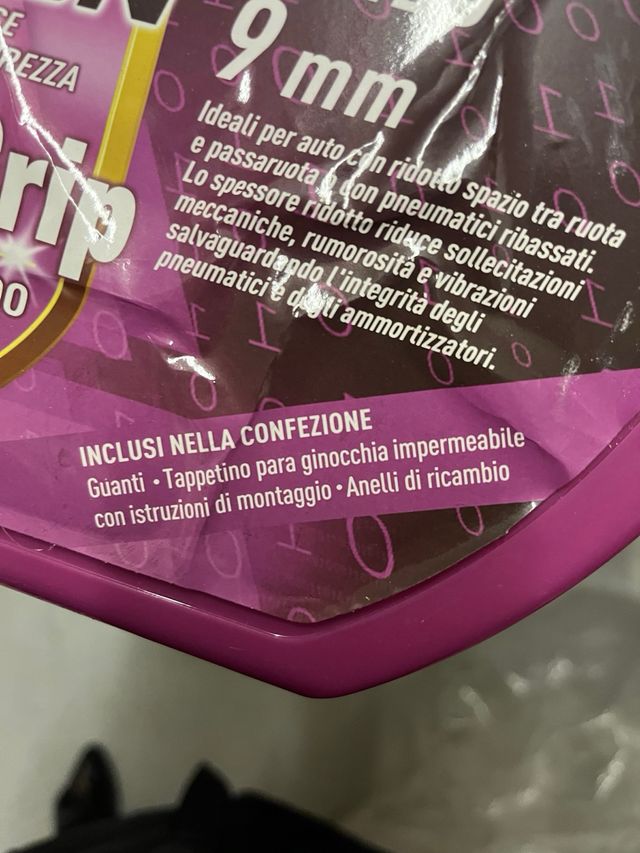 9 mm
Ideali per auto con ridotto spazio tra ruota
e passaruota e con pneumatici ribassati.
Lo spessore ridotto riduce sollecitazioni
meccaniche, rumorosità e vibrazioni
salvaguardando l'integrità degli
pneumatici e degli ammortizzatori.
INCLUSI NELLA CONFEZIONE
Guanti • Tappetino para ginocchia impermeabile
con istruzioni di montaggio • Anelli di ricambio